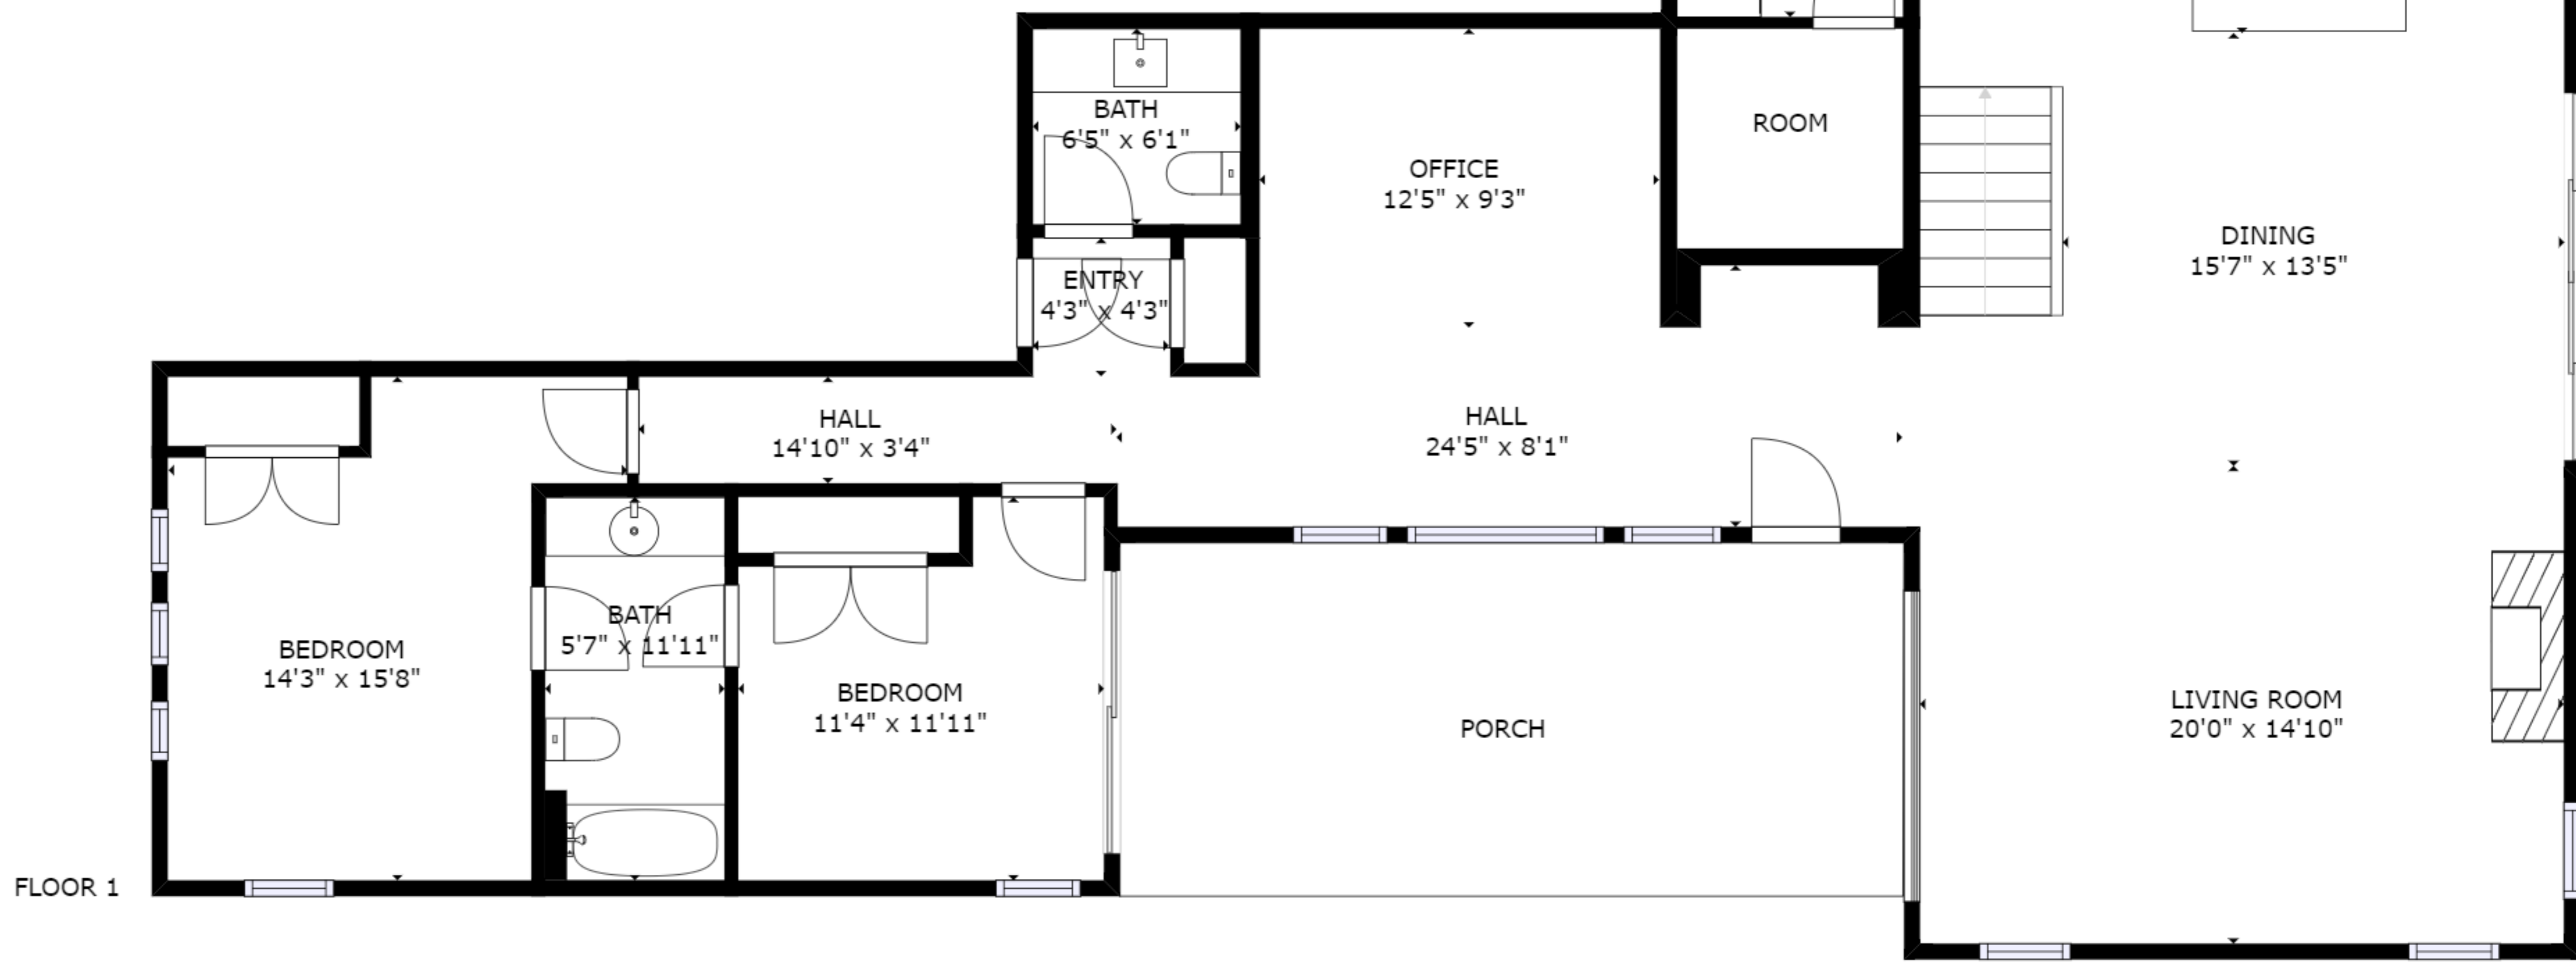 BATH
6'5" x 6'1"
ROOM
OFFICE
12'5" x 9'3"
DINING
15'7" x 13'5"
ENTRY
4'3" x 4'3"
HALL
14'10" x 3'4"
HALL
24'5" x 8'1"
BATH
5'7" x 11'11"
BEDROOM
14'3" x 15'8"
BEDROOM
11'4" x 11'11"
PORCH
LIVING ROOM
20'0" x 14'10"
FLOOR 1